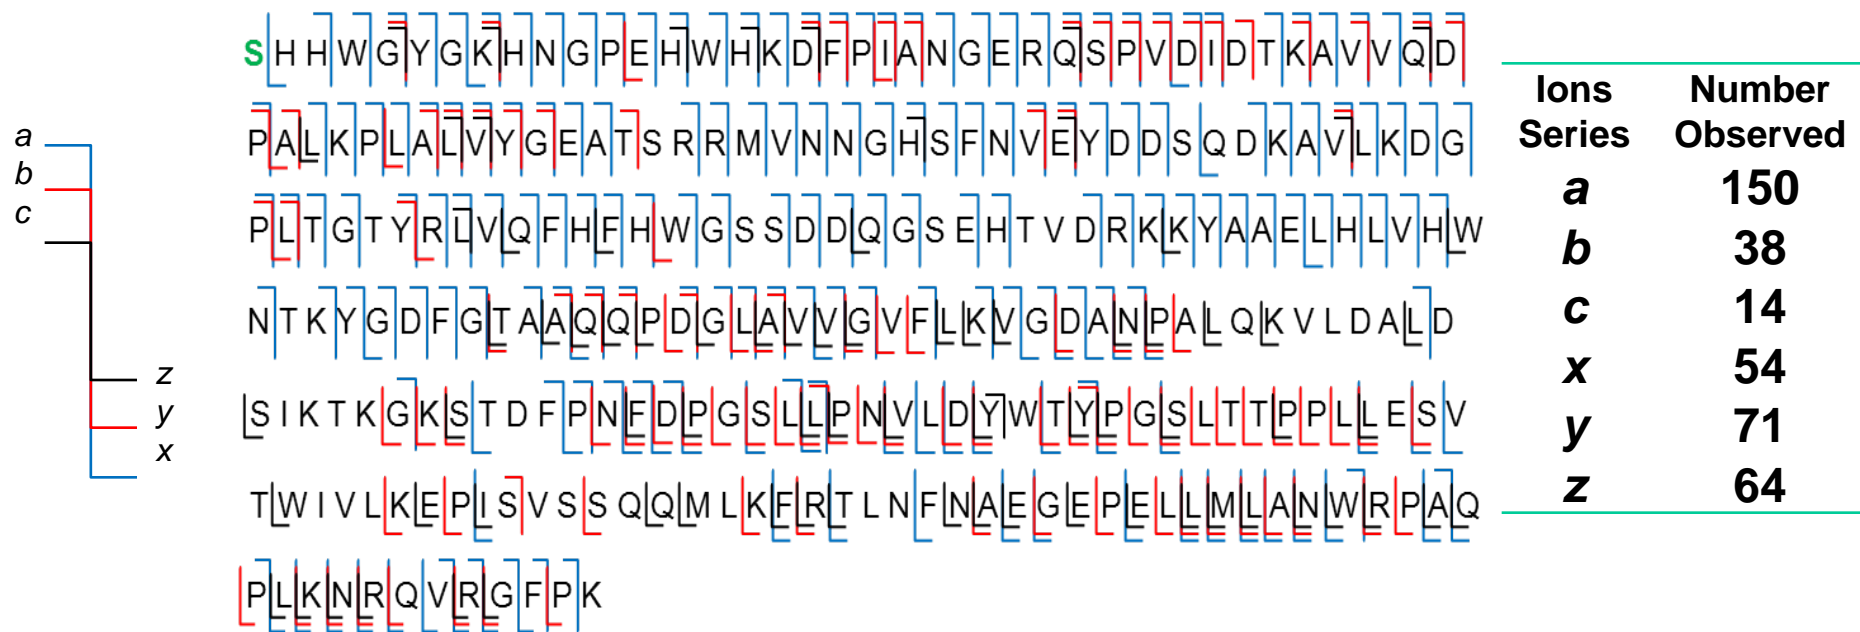 a
b
c
z
y
x
SHHWGYGKHNGPEHWHKDFPIANGERQSPVDIDTKAVVQD
PALKPLALVYGEATSRRMVNNGHSFNVEYDDSQDKAVLKDG
PLTGTYRLVQFHFHWGSSDDQGSEHTVDRKKYAAELHLVHW
NTKYGDFGTAAQQPDGLAVVGVFLKVGDANPALQKVLDALD
SIKTKGKSTDFPNFDPGSLLPNVLDYWTYPGSLTTPPLLESV
TWIVLKEPISVSSQQMLKFRTLNFNAEGEPELLMLANWRPAQ
PLKNRQVRGFPK
Ions Series Number Observed
a 150
b 38
c 14
x 54
y 71
z 64